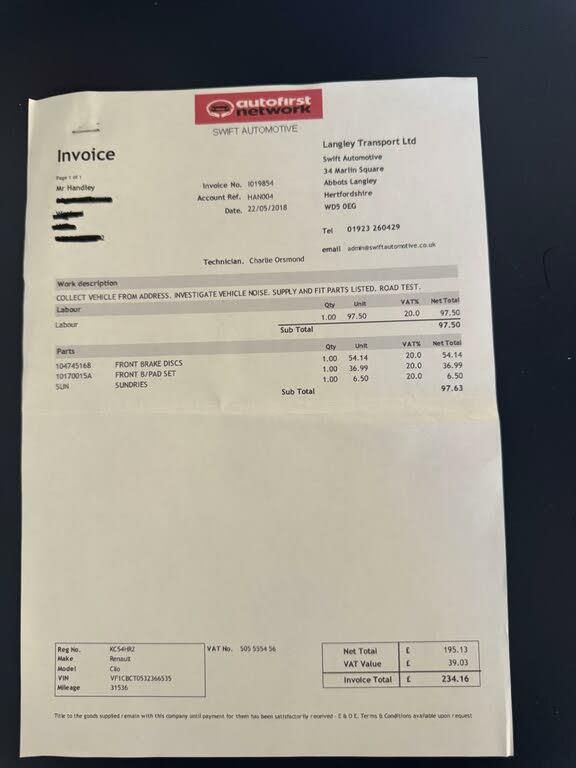 autofirst
network
SWIFT AUTOMOTIVE
Invoice
Page 1 of 1
Mr Handley
Invoice No. I019854
Account Ref. HAN004
Date. 22/05/2018
Technician. Charlie Orsmond
Langley Transport Ltd
Swift Automotive
34 Marlin Square
Abbots Langley
Hertfordshire
WD5 0EG
Tel 01923 260429
email admin@swiftautomotive.co.uk
Work description
COLLECT VEHICLE FROM ADDRESS. INVESTIGATE VEHICLE NOISE. SUPPLY AND FIT PARTS LISTED. ROAD TEST.
Labour Qty Unit VAT% Net Total
Labour 1.00 97.50 20.0 97.50
Sub Total 97.50
Parts Qty Unit VAT% Net Total
104745168 FRONT BRAKE DISCS 1.00 54.14 20.0 54.14
10170015A FRONT B/PAD SET 1.00 36.99 20.0 36.99
SUN SUNDRIES 1.00 6.50 20.0 6.50
Sub Total 97.63
Reg No. KC54HRZ
Make Renault
Model Clio
VIN VF1CBCT0532366535
Mileage 31536
VAT No. 505 5554 56
Net Total £ 195.13
VAT Value £ 39.03
Invoice Total £ 234.16
Title to the goods supplied remain with this company until payment for them has been satisfactorily received - E & O E. Terms & Conditions available upon request